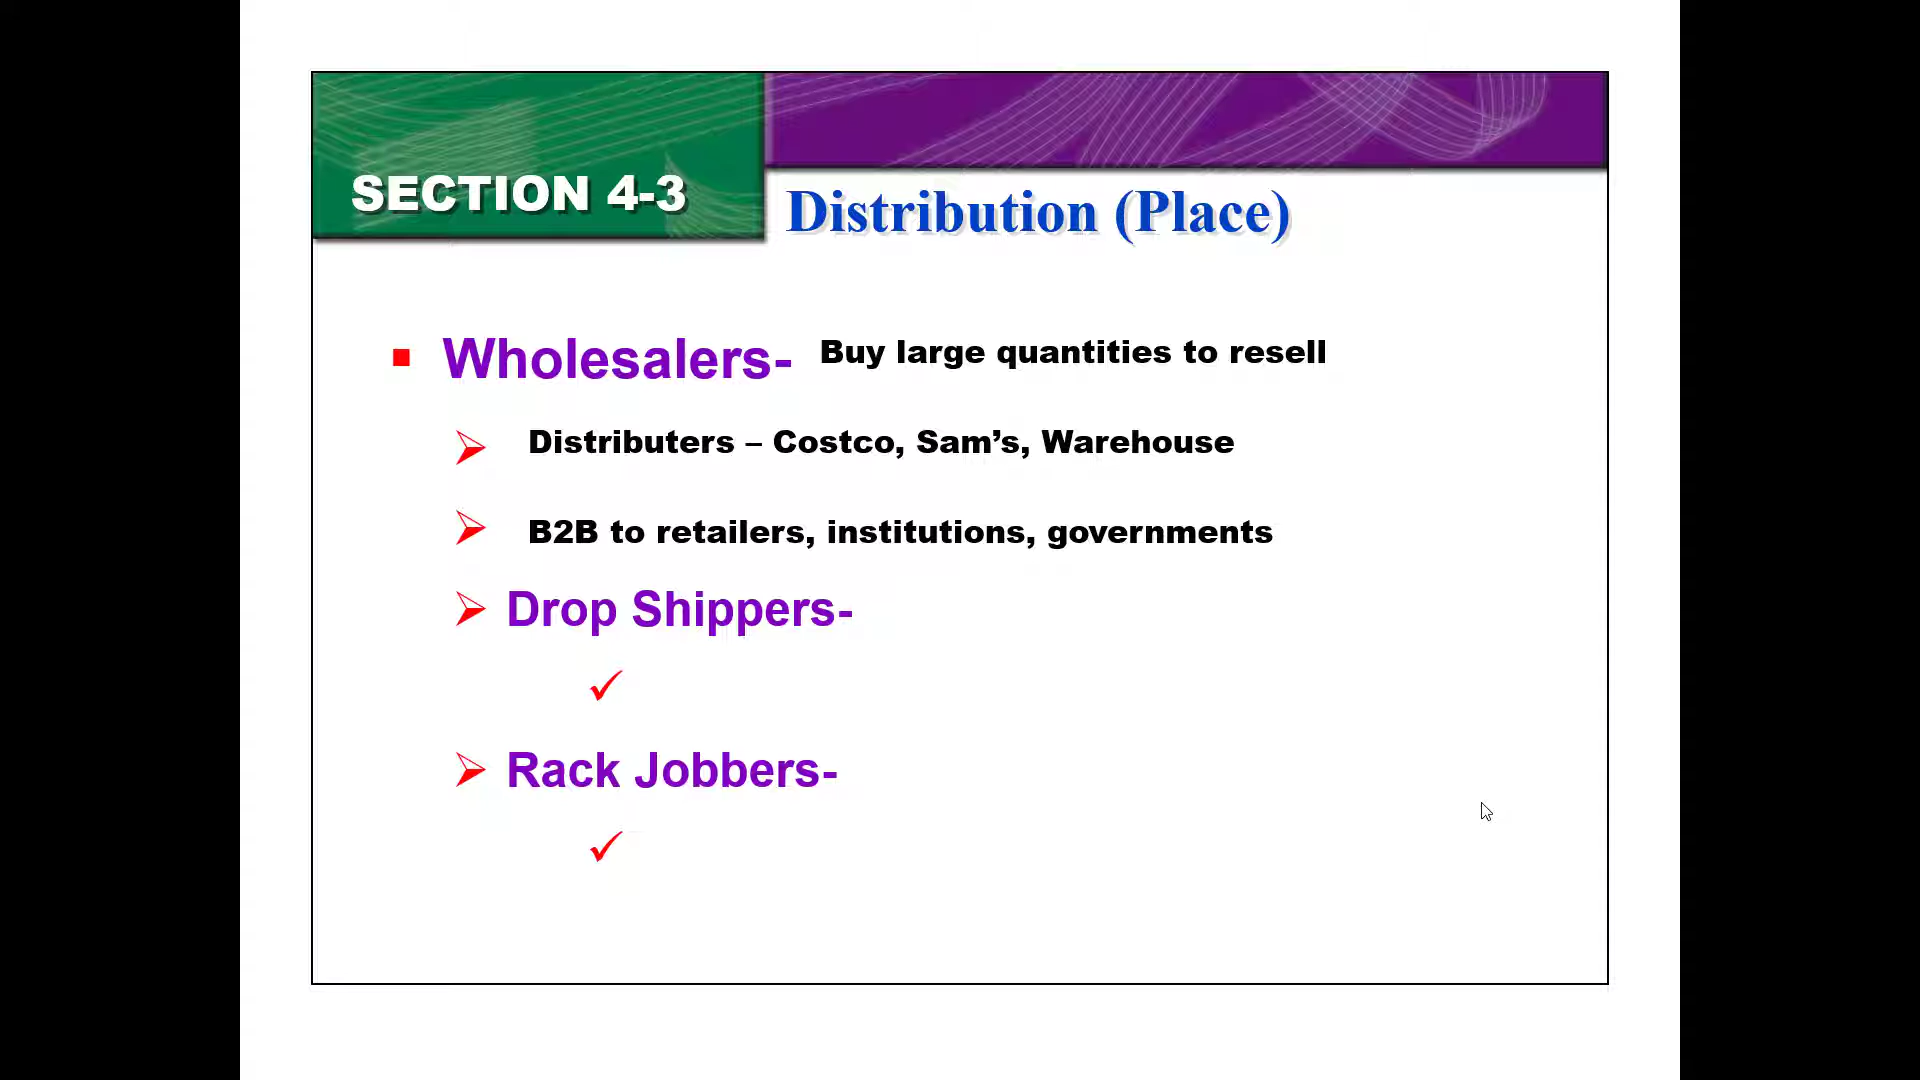 SECTION 4-3
Distribution (Place)
Wholesalers- Buy large quantities to resell
Distributers – Costco, Sam’s, Warehouse
B2B to retailers, institutions, governments
Drop Shippers-
Rack Jobbers-